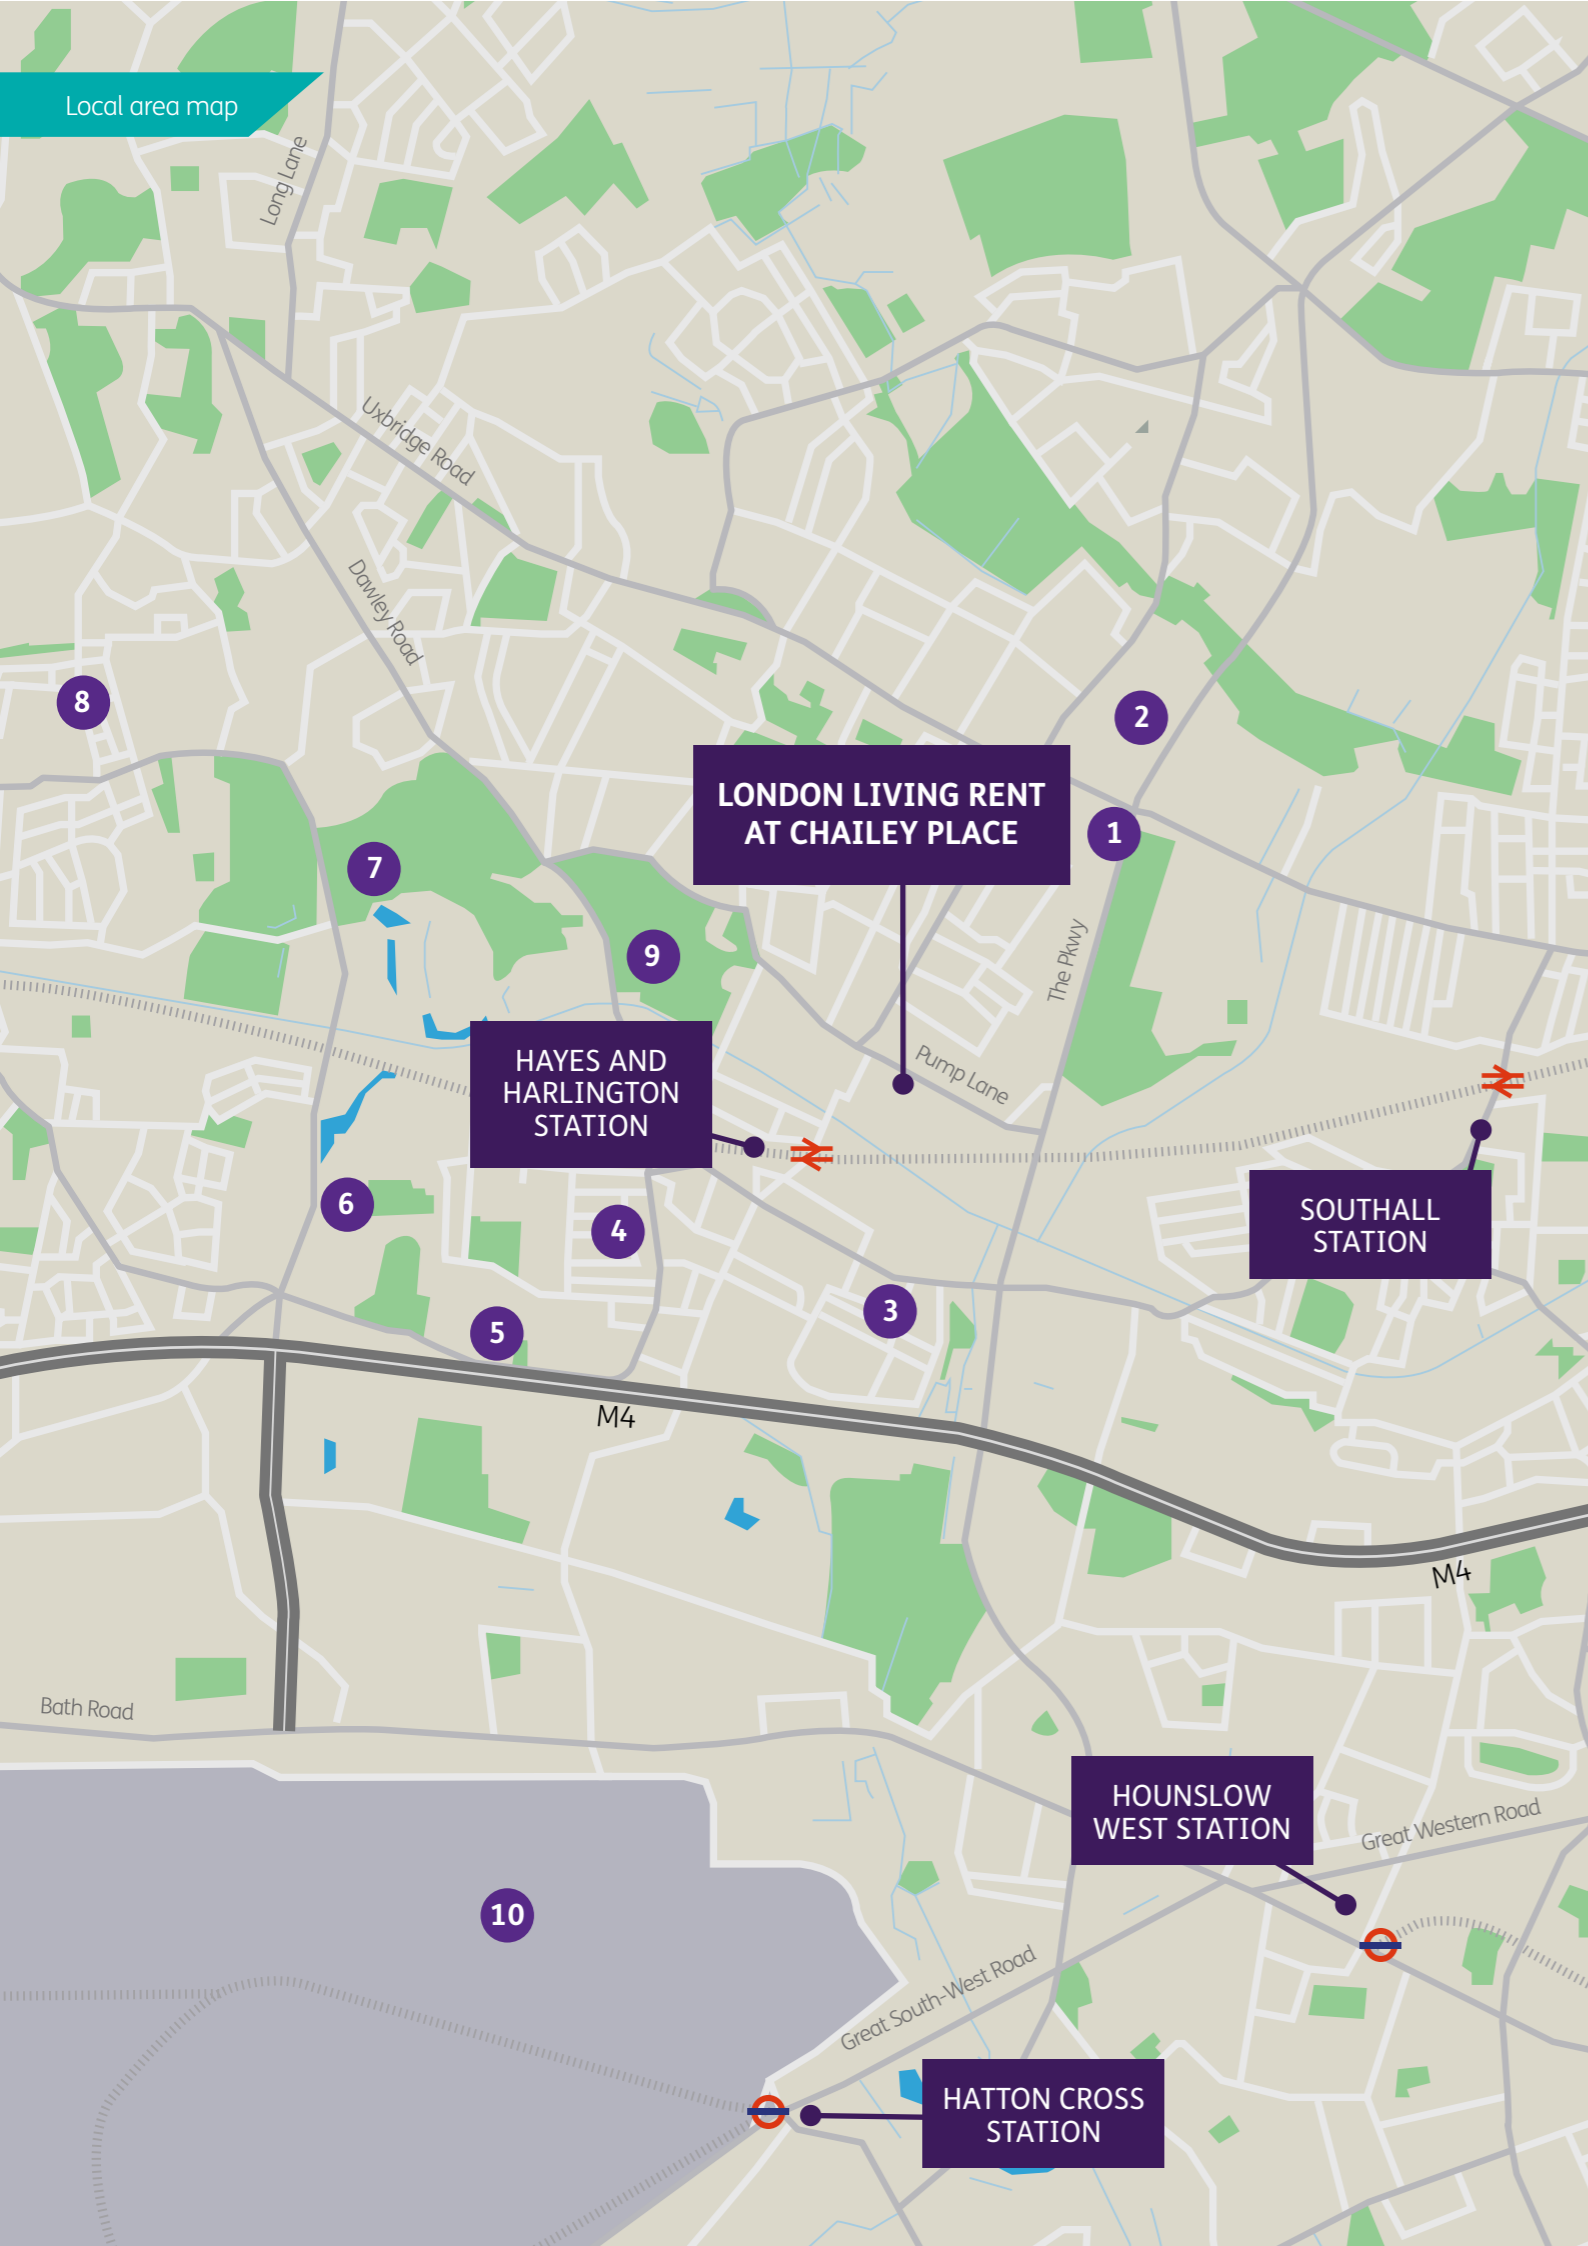 Local area map
Long Lane
Uxbridge Road
Dawley Road
8
2
LONDON LIVING RENT
AT CHAILEY PLACE
1
7
9
The Pkwy
HAYES AND
HARLINGTON
STATION
Pump Lane
SOUTHALL
STATION
6
4
3
5
M4
M4
Bath Road
HOUNSLOW
WEST STATION
Great Western Road
10
Great South-West Road
HATTON CROSS
STATION